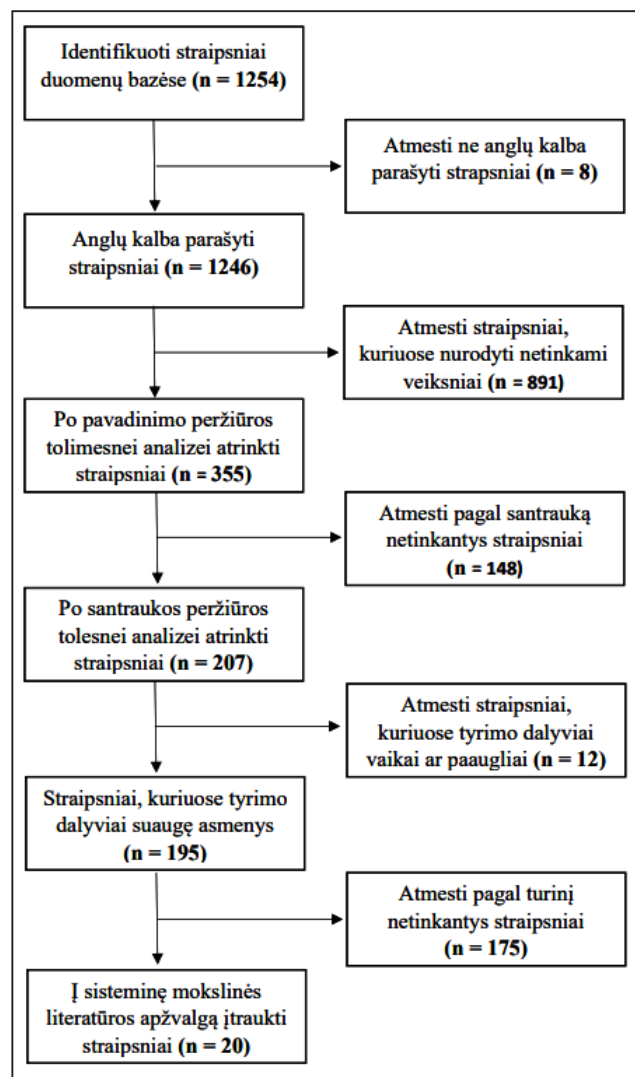 Identifikuoti straipsniai
duomenų bazėse (n = 1254)
Atmesti ne anglų kalba
parašyti strapsniai (n = 8)
Anglų kalba parašyti
straipsniai (n = 1246)
Atmesti straipsniai,
kuriuose nurodyti netinkami
veiksniai (n = 891)
Po pavadinimo peržiūros
tolimesnei analizei atrinkti
straipsniai (n = 355)
Atmesti pagal santrauką
netinkantys straipsniai
(n = 148)
Po santraukos peržiūros
tolesnei analizei atrinkti
straipsniai (n = 207)
Atmesti straipsniai,
kuriuose tyrimo dalyviai
vaikai ar paaugliai (n = 12)
Straipsniai, kuriuose tyrimo
dalyviai suaugę asmenys
(n = 195)
Atmesti pagal turinį
netinkantys straipsniai
(n = 175)
Į sisteminę mokslinės
literatūros apžvalgą įtraukti
straipsniai (n = 20)